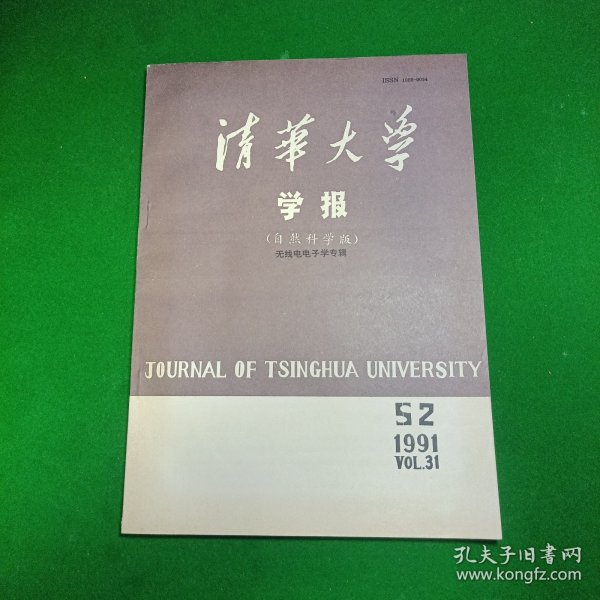 ISSN 1000-0054
清華大学
学报
(自然科学版)
无线电电子学专辑
JOURNAL OF TSINGHUA UNIVERSITY
S2
1991
VOL.31
孔夫子旧书网
www.kongfz.com